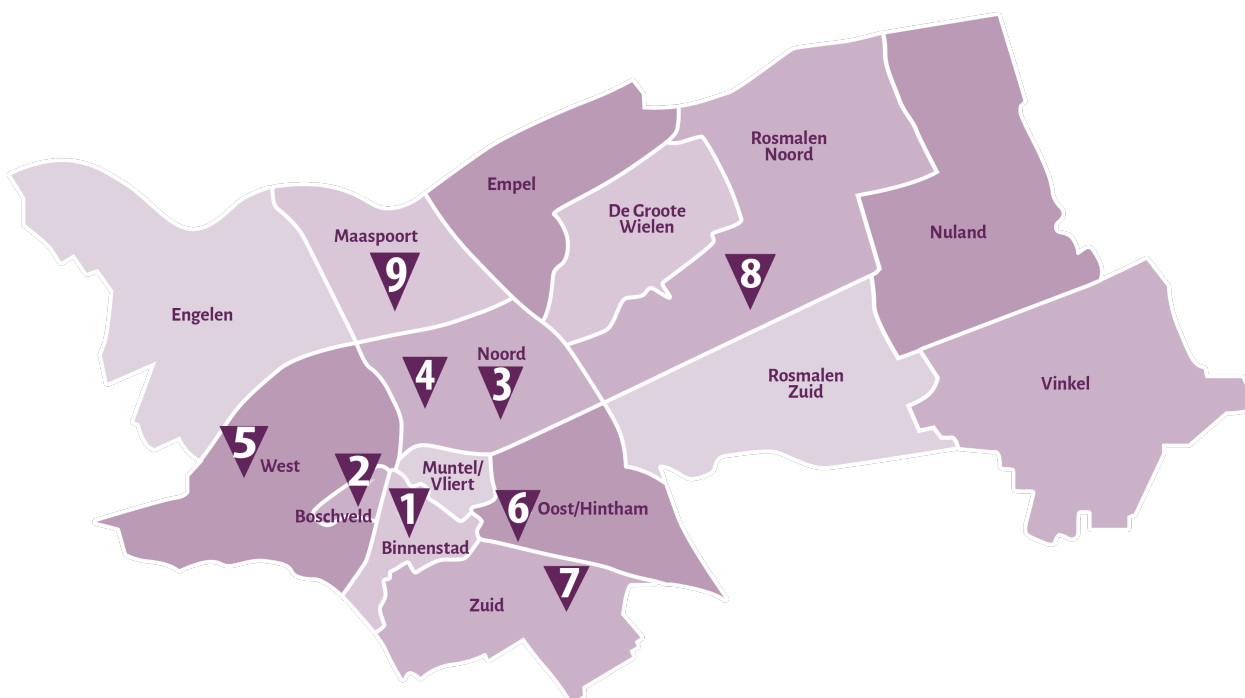 Rosmalen
Noord
Empel
De Groote
Wielen
Maaspoort
Nuland
9
8
Engelen
Noord
4
3
Rosmalen
Zuid
Vinkel
5
West
2
Muntel/
Vliert
Boschveld
1
6
Oost/Hintham
Binnenstad
7
Zuid